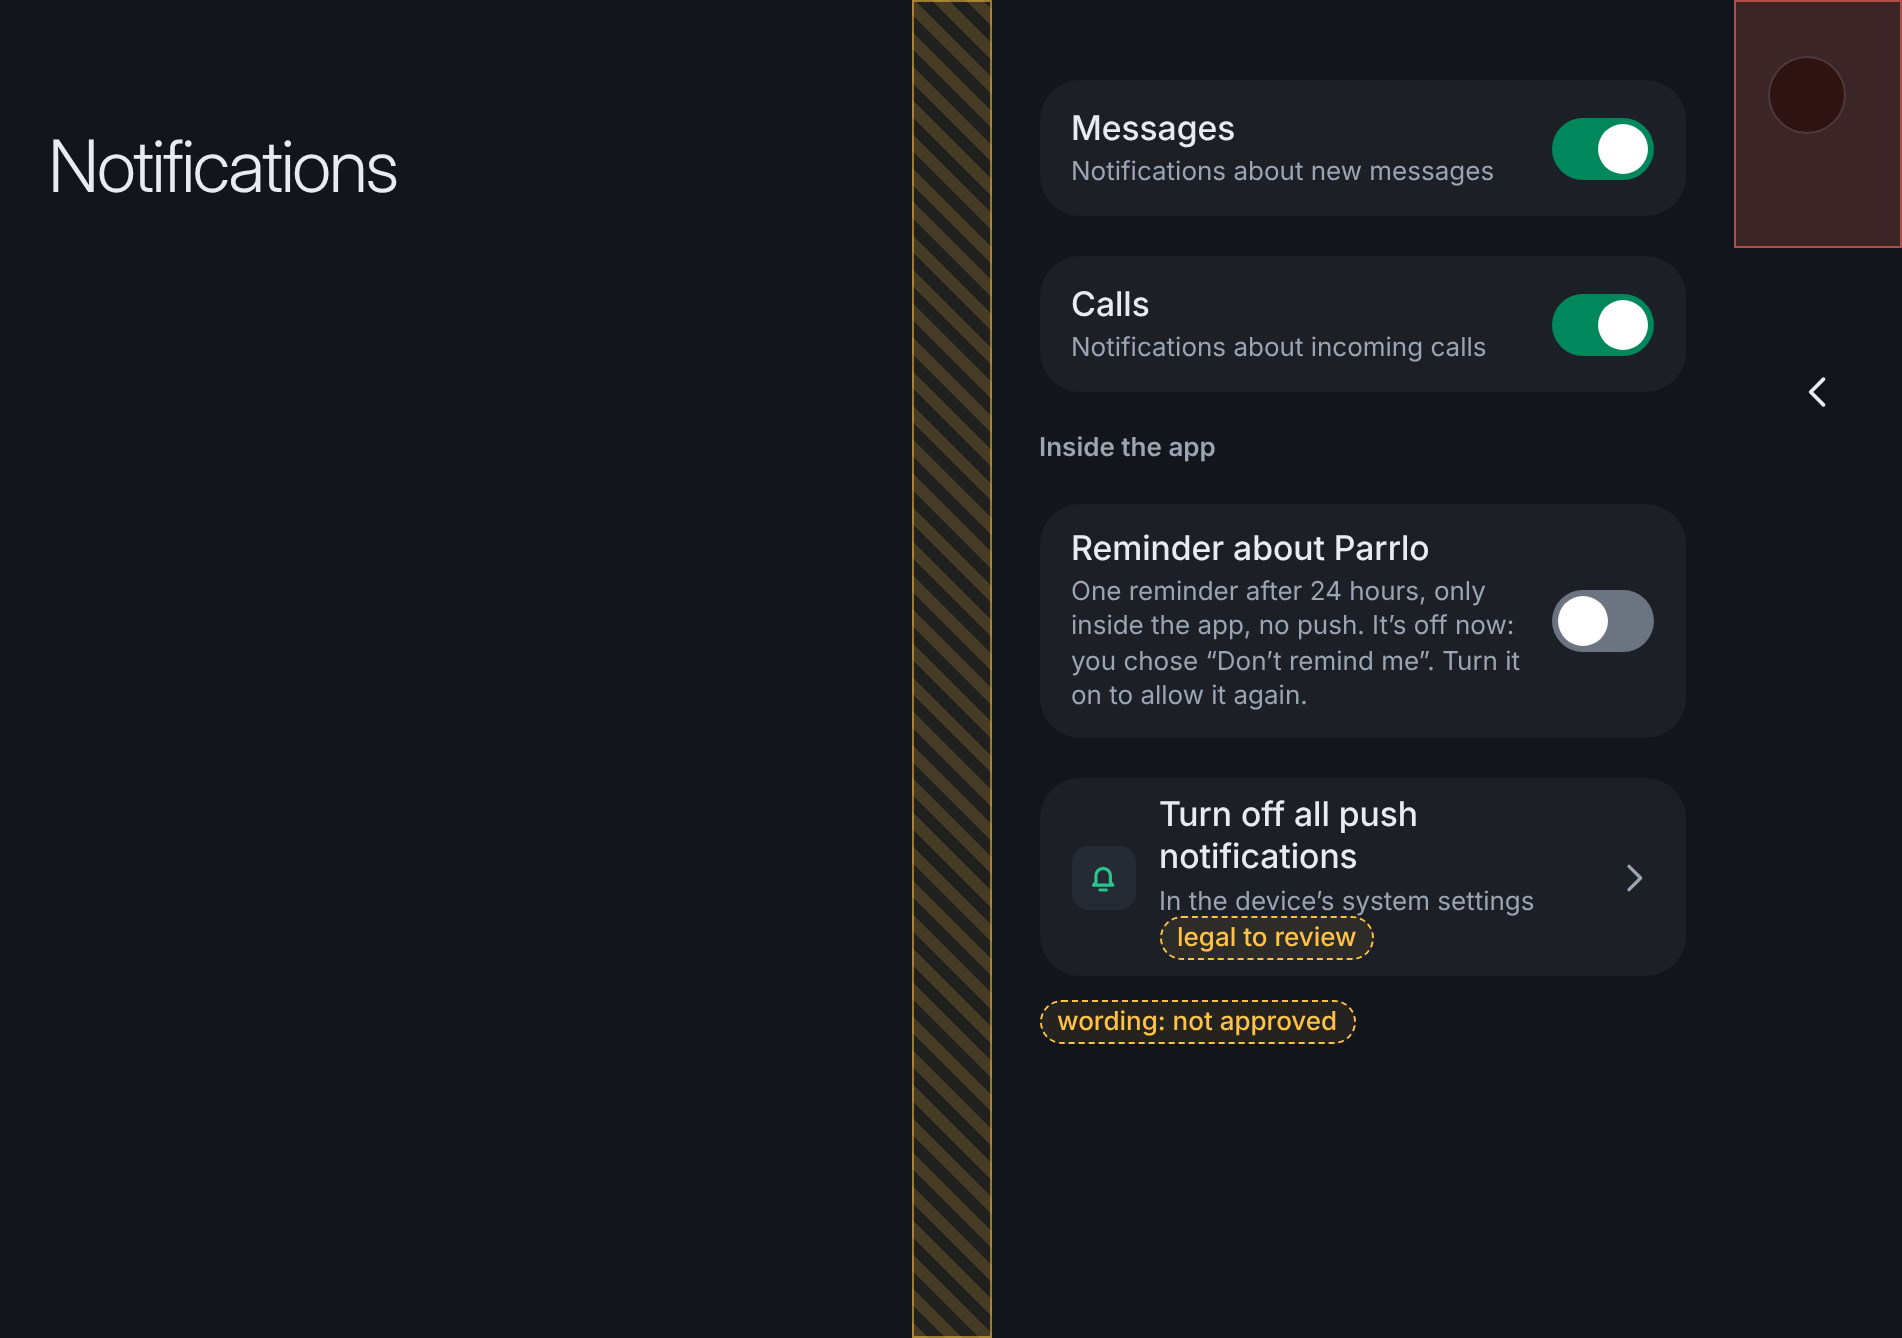 Notifications
Messages
Notifications about new messages
Calls
Notifications about incoming calls
Inside the app
Reminder about Parrlo
One reminder after 24 hours, only
inside the app, no push. It’s off now:
you chose “Don’t remind me”. Turn it
on to allow it again.
Turn off all push
notifications
In the device’s system settings
legal to review
wording: not approved